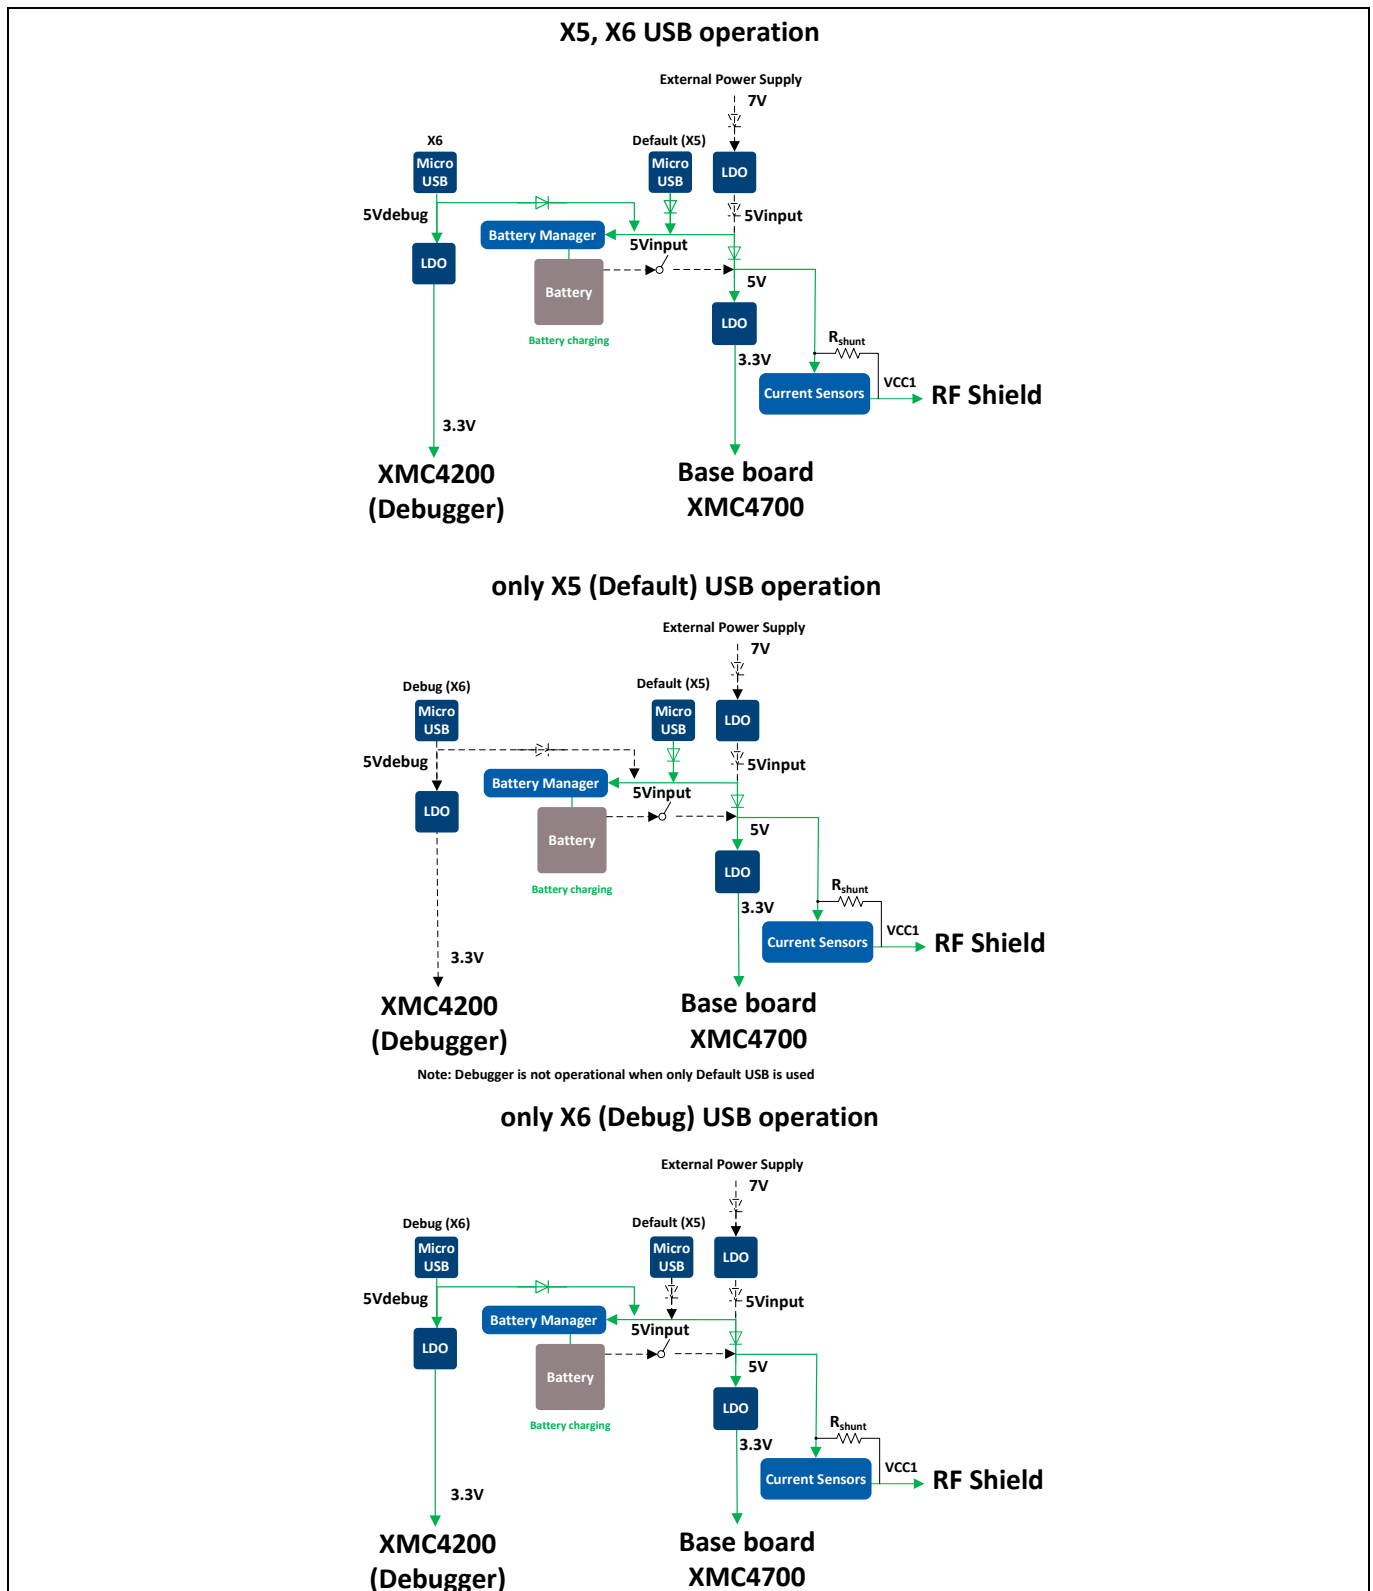 X5, X6 USB operation
External Power Supply
7V
X6
Default (X5)
Micro
USB
Micro
USB
LDO
5Vdebug
5Vinput
Battery Manager
5Vinput
LDO
5V
Battery
LDO
Battery charging
Rshunt
3.3V
VCC1
Current Sensors
RF Shield
3.3V
XMC4200
(Debugger)
Base board
XMC4700
only X5 (Default) USB operation
External Power Supply
7V
Debug (X6)
Default (X5)
Micro
USB
Micro
USB
LDO
5Vdebug
5Vinput
Battery Manager
5Vinput
LDO
5V
Battery
LDO
Battery charging
Rshunt
3.3V
VCC1
Current Sensors
RF Shield
3.3V
XMC4200
(Debugger)
Base board
XMC4700
Note: Debugger is not operational when only Default USB is used
only X6 (Debug) USB operation
External Power Supply
7V
Debug (X6)
Default (X5)
Micro
USB
Micro
USB
LDO
5Vdebug
5Vinput
Battery Manager
5Vinput
LDO
5V
Battery
LDO
Battery charging
Rshunt
3.3V
VCC1
Current Sensors
RF Shield
3.3V
XMC4200
(Debugger)
Base board
XMC4700